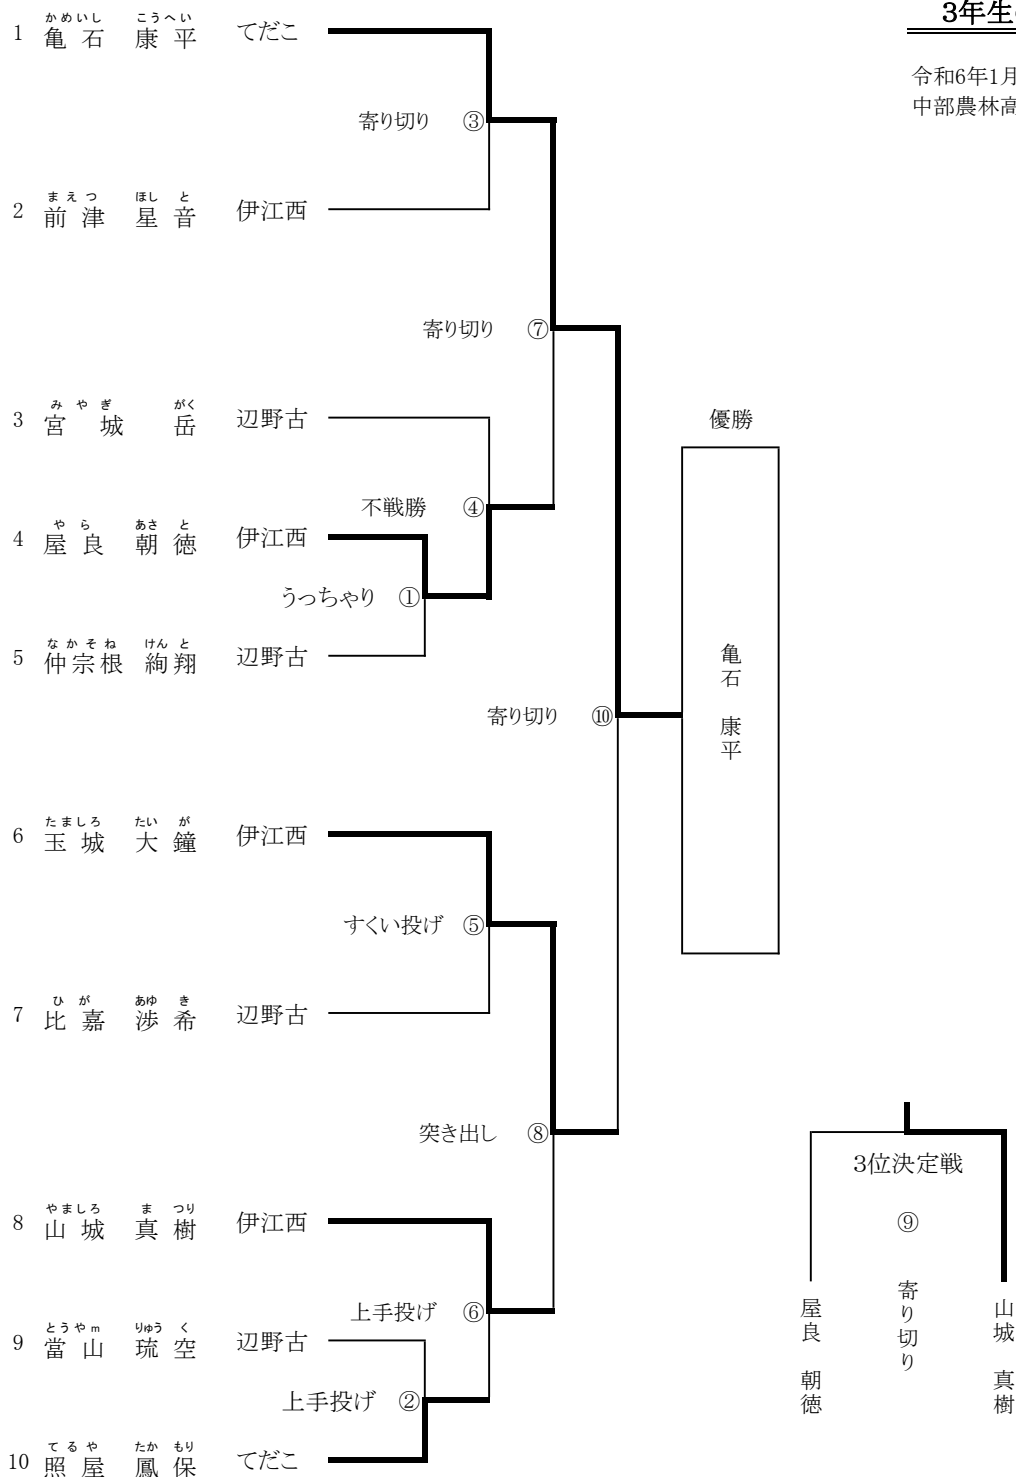 3年生
令和6年1月
中部農林高
1 亀石 康平 てだこ
かめいし こうへい
寄り切り ③
2 前津 星音 伊江西
まえつ ほしと
寄り切り ⑦
3 宮城 岳 辺野古
みやぎ がく
優勝
不戦勝 ④
4 屋良 朝徳 伊江西
やら あさと
うっちゃり ①
5 仲宗根 絢翔 辺野古
なかそね けんと
亀石 康平
寄り切り ⑩
6 玉城 大鐘 伊江西
たましろ たいが
すくい投げ ⑤
7 比嘉 渉希 辺野古
ひが あゆき
突き出し ⑧
3位決定戦
8 山城 真樹 伊江西
やましろ まつり
⑨
寄り切り
屋良 朝徳
山城 真樹
上手投げ ⑥
9 當山 琉空 辺野古
とうやm りゅうく
上手投げ ②
10 照屋 鳳保 てだこ
てるや たかもり